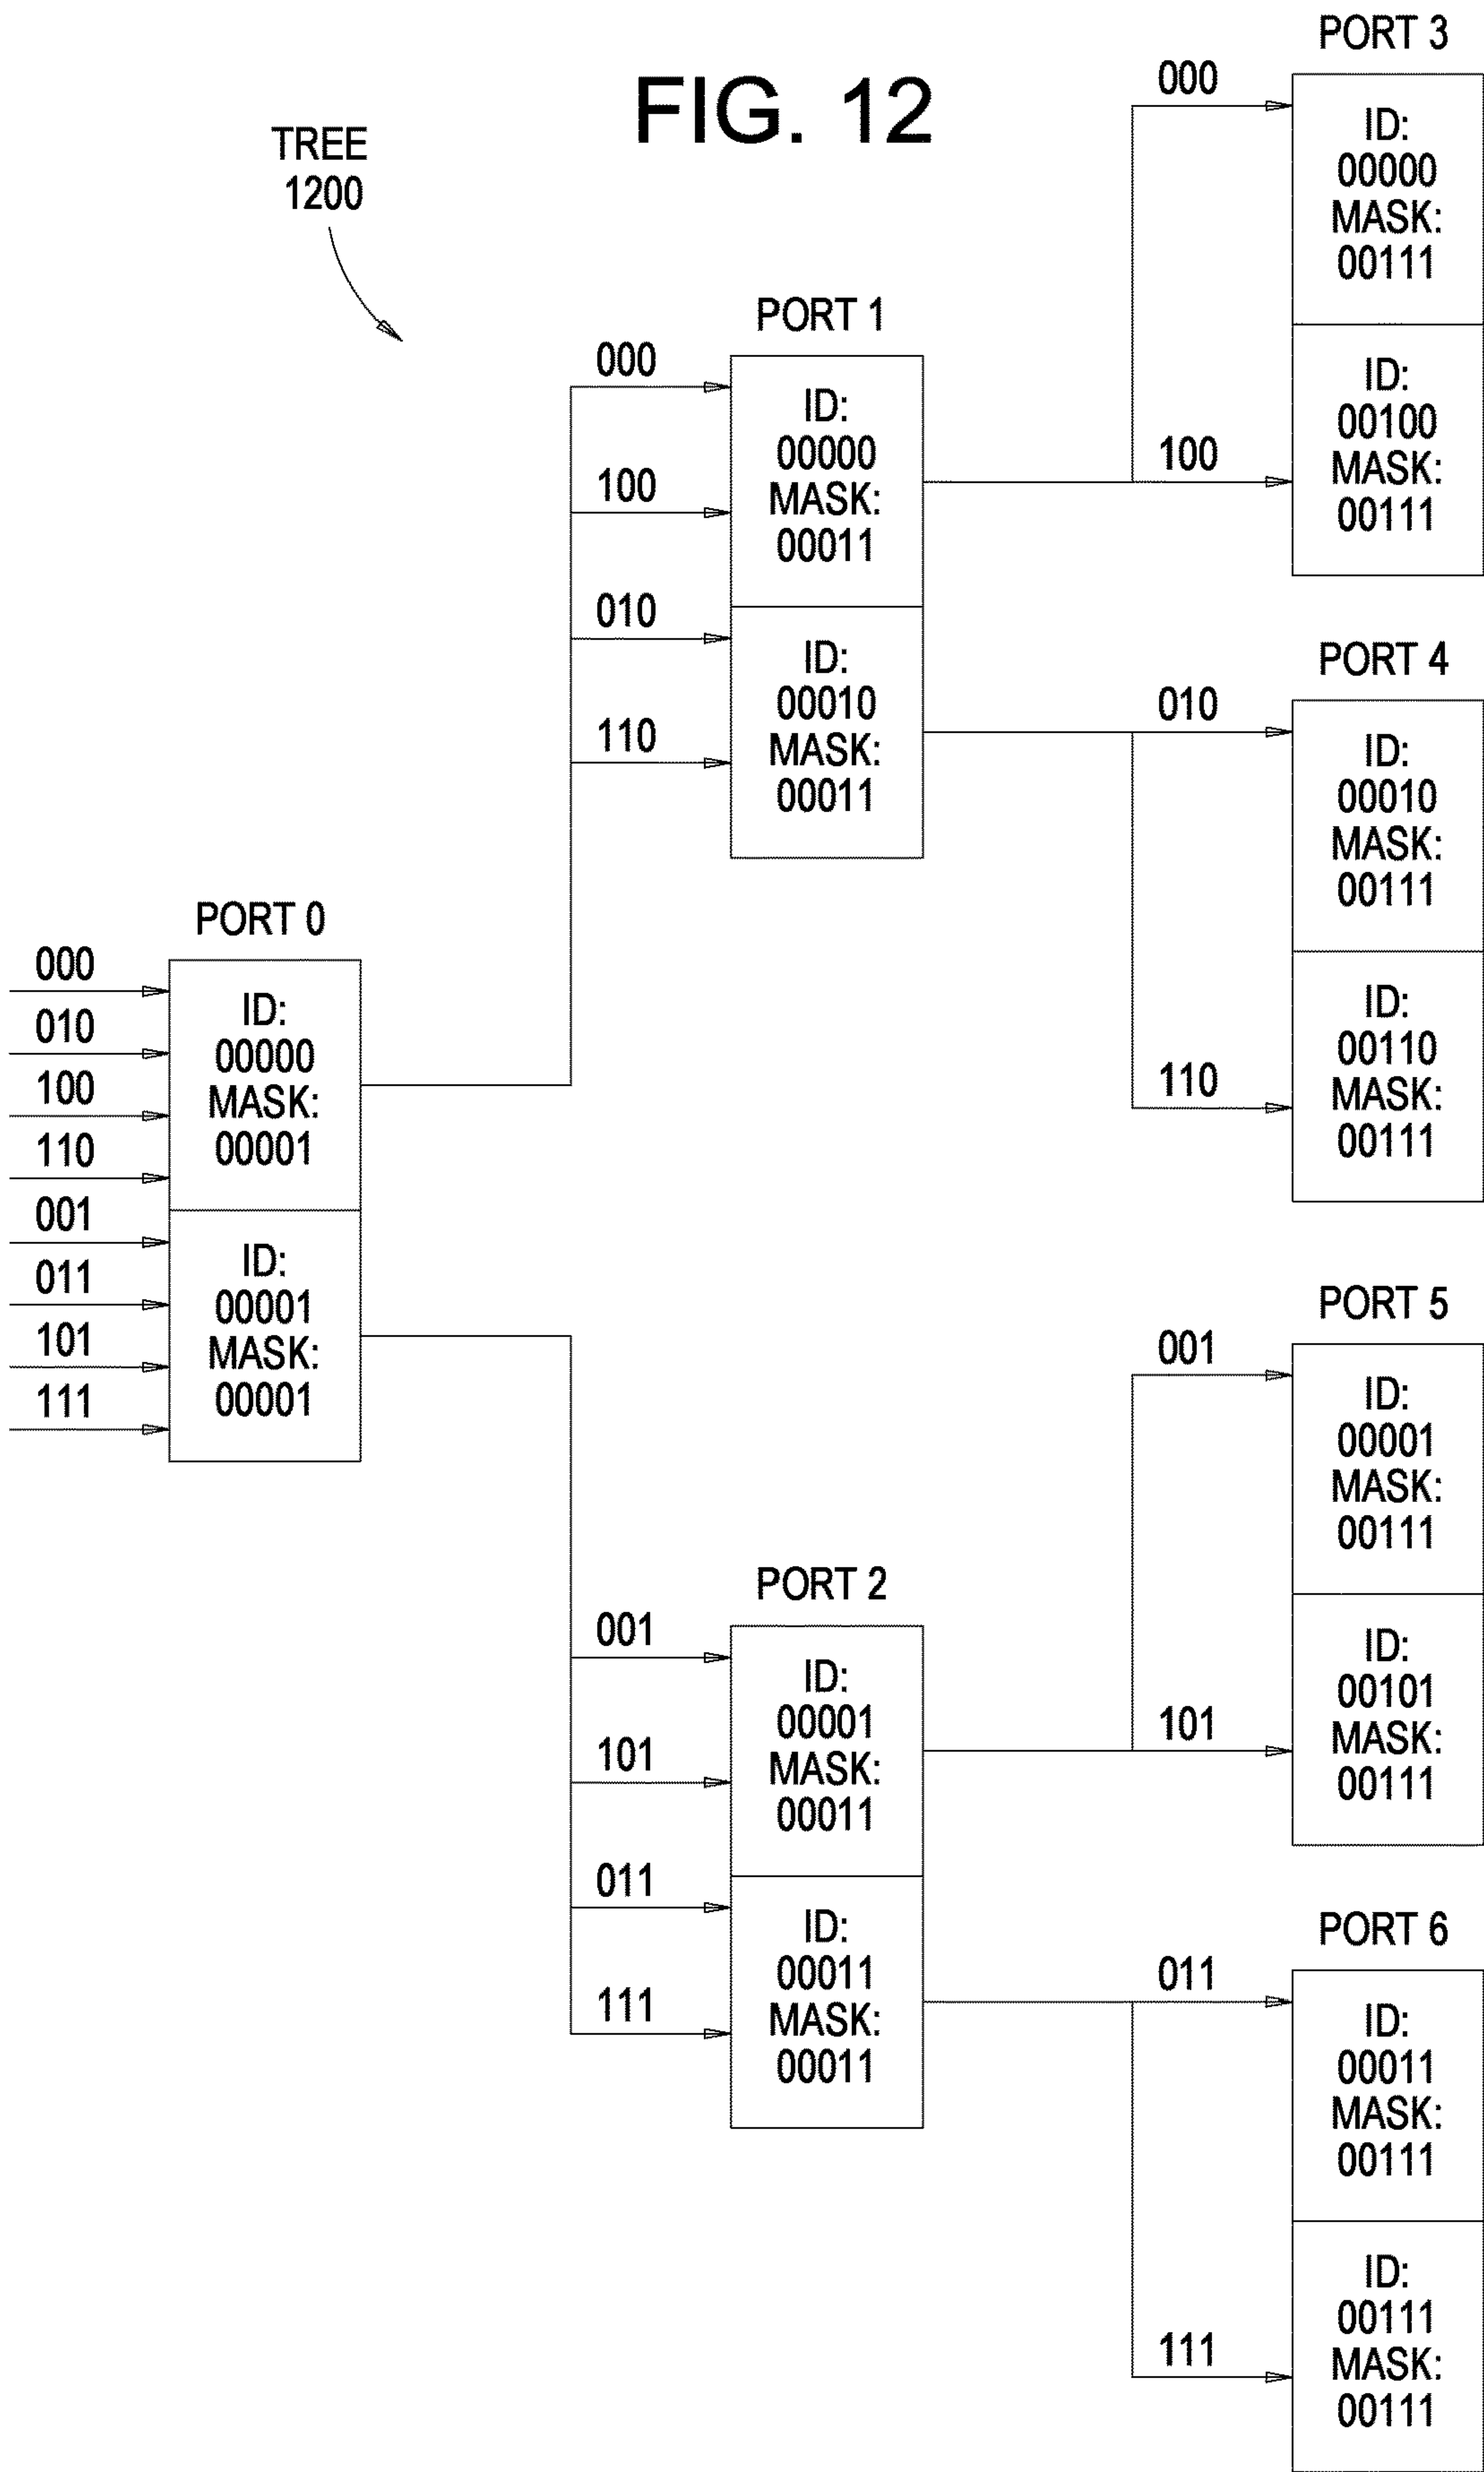 FIG. 12
TREE
1200
000
010
100
110
001
011
101
111
PORT 0
ID:
00000
MASK:
00001
ID:
00001
MASK:
00001
000
100
010
110
PORT 1
ID:
00000
MASK:
00011
ID:
00010
MASK:
00011
001
101
011
111
PORT 2
ID:
00001
MASK:
00011
ID:
00011
MASK:
00011
000
100
PORT 3
ID:
00000
MASK:
00111
ID:
00100
MASK:
00111
010
110
PORT 4
ID:
00010
MASK:
00111
ID:
00110
MASK:
00111
001
101
PORT 5
ID:
00001
MASK:
00111
ID:
00101
MASK:
00111
011
111
PORT 6
ID:
00011
MASK:
00111
ID:
00111
MASK:
00111